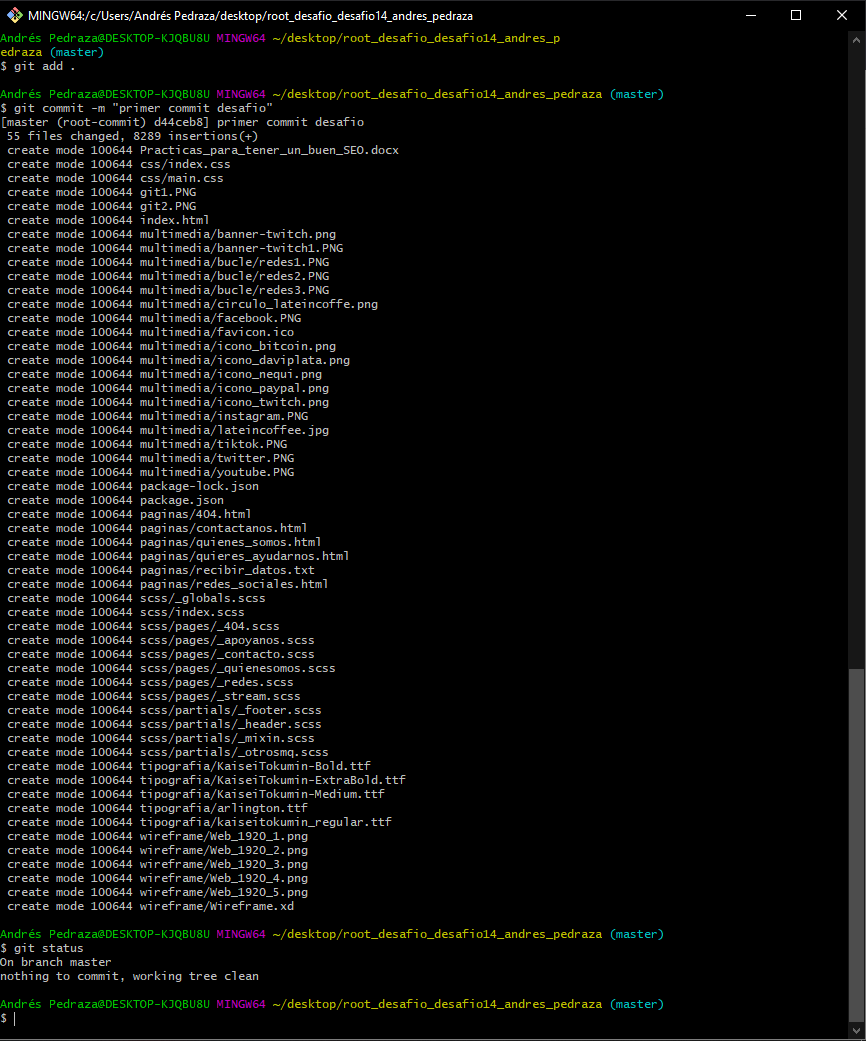 MINGW64:/c/Users/Andrés Pedraza/desktop/root_desafio_desafio14_andres_pedraza
Andrés Pedraza@DESKTOP-KJQBU8U MINGW64 ~/desktop/root_desafio_desafio14_andres_p
edraza (master)
$ git add .
Andrés Pedraza@DESKTOP-KJQBU8U MINGW64 ~/desktop/root_desafio_desafio14_andres_pedraza (master)
$ git commit -m "primer commit desafio"
[master (root-commit) d44ceb8] primer commit desafio
 55 files changed, 8289 insertions(+)
 create mode 100644 Practicas_para_tener_un_buen_SEO.docx
 create mode 100644 css/index.css
 create mode 100644 css/main.css
 create mode 100644 git1.PNG
 create mode 100644 git2.PNG
 create mode 100644 index.html
 create mode 100644 multimedia/banner-twitch.png
 create mode 100644 multimedia/banner-twitch1.PNG
 create mode 100644 multimedia/bucle/redes1.PNG
 create mode 100644 multimedia/bucle/redes2.PNG
 create mode 100644 multimedia/bucle/redes3.PNG
 create mode 100644 multimedia/circulo_lateincoffe.png
 create mode 100644 multimedia/facebook.PNG
 create mode 100644 multimedia/favicon.ico
 create mode 100644 multimedia/icono_bitcoin.png
 create mode 100644 multimedia/icono_daviplata.png
 create mode 100644 multimedia/icono_nequi.png
 create mode 100644 multimedia/icono_paypal.png
 create mode 100644 multimedia/icono_twitch.png
 create mode 100644 multimedia/instagram.PNG
 create mode 100644 multimedia/lateincoffee.jpg
 create mode 100644 multimedia/tiktok.PNG
 create mode 100644 multimedia/twitter.PNG
 create mode 100644 multimedia/youtube.PNG
 create mode 100644 package-lock.json
 create mode 100644 package.json
 create mode 100644 paginas/404.html
 create mode 100644 paginas/contactanos.html
 create mode 100644 paginas/quienes_somos.html
 create mode 100644 paginas/quieres_ayudarnos.html
 create mode 100644 paginas/recibir_datos.txt
 create mode 100644 paginas/redes_sociales.html
 create mode 100644 scss/_globals.scss
 create mode 100644 scss/index.scss
 create mode 100644 scss/pages/_404.scss
 create mode 100644 scss/pages/_apoyanos.scss
 create mode 100644 scss/pages/_contacto.scss
 create mode 100644 scss/pages/_quienesomos.scss
 create mode 100644 scss/pages/_redes.scss
 create mode 100644 scss/pages/_stream.scss
 create mode 100644 scss/partials/_footer.scss
 create mode 100644 scss/partials/_header.scss
 create mode 100644 scss/partials/_mixin.scss
 create mode 100644 scss/partials/_otrosmq.scss
 create mode 100644 tipografia/KaiseiTokumin-Bold.ttf
 create mode 100644 tipografia/KaiseiTokumin-ExtraBold.ttf
 create mode 100644 tipografia/KaiseiTokumin-Medium.ttf
 create mode 100644 tipografia/arlington.ttf
 create mode 100644 tipografia/kaiseitokumin_regular.ttf
 create mode 100644 wireframe/Web_1920_1.png
 create mode 100644 wireframe/Web_1920_2.png
 create mode 100644 wireframe/Web_1920_3.png
 create mode 100644 wireframe/Web_1920_4.png
 create mode 100644 wireframe/Web_1920_5.png
 create mode 100644 wireframe/Wireframe.xd
Andrés Pedraza@DESKTOP-KJQBU8U MINGW64 ~/desktop/root_desafio_desafio14_andres_pedraza (master)
$ git status
On branch master
nothing to commit, working tree clean
Andrés Pedraza@DESKTOP-KJQBU8U MINGW64 ~/desktop/root_desafio_desafio14_andres_pedraza (master)
$